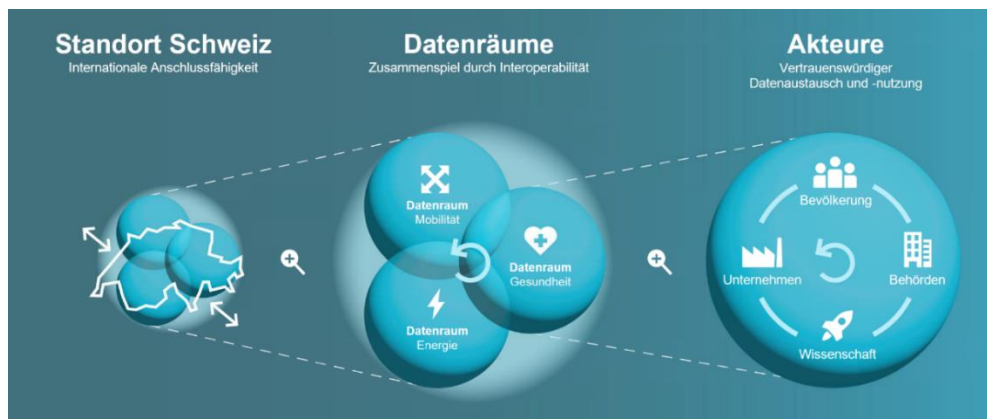 Standort Schweiz
Internationale Anschlussfähigkeit
Datenräume
Zusammenspiel durch Interoperabilität
Akteure
Vertrauenswürdiger
Datenaustausch und -nutzung
Datenraum
Mobilität
Datenraum
Gesundheit
Datenraum
Energie
Bevölkerung
Unternehmen
Behörden
Wissenschaft